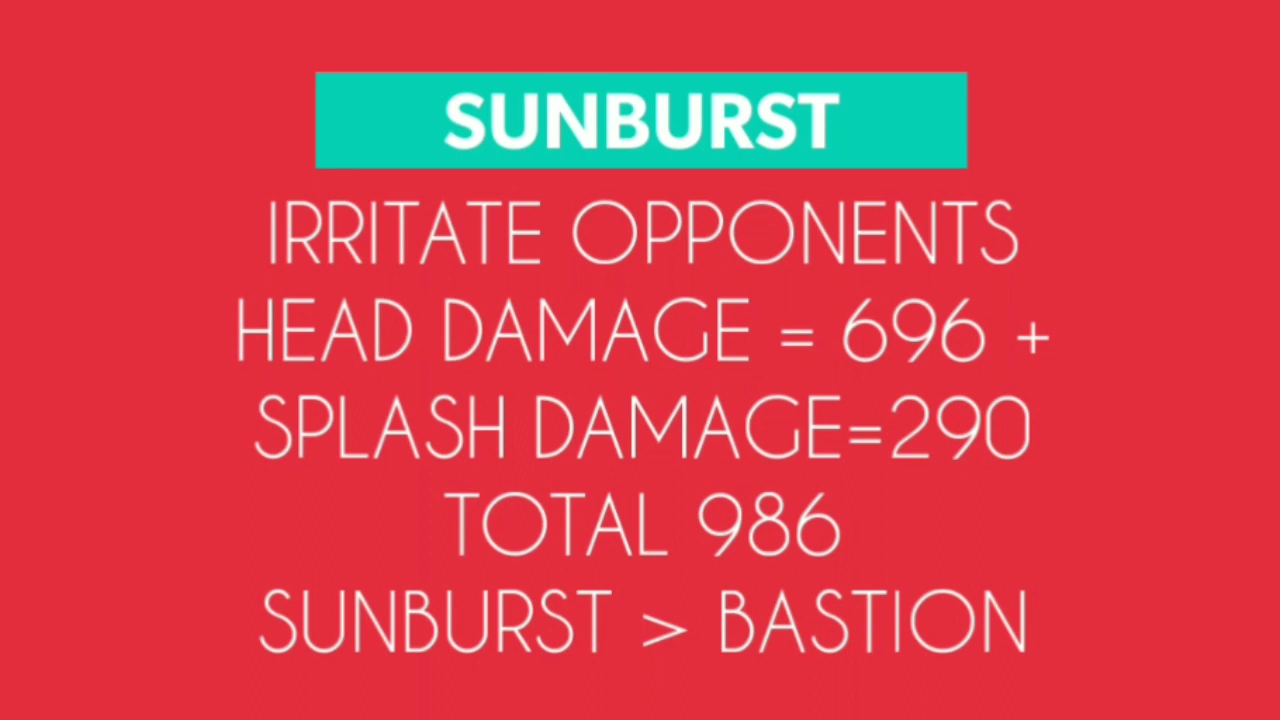 SUNBURST
IRRITATE OPPONENTS
HEAD DAMAGE = 696 +
SPLASH DAMAGE=290
TOTAL 986
SUNBURST > BASTION